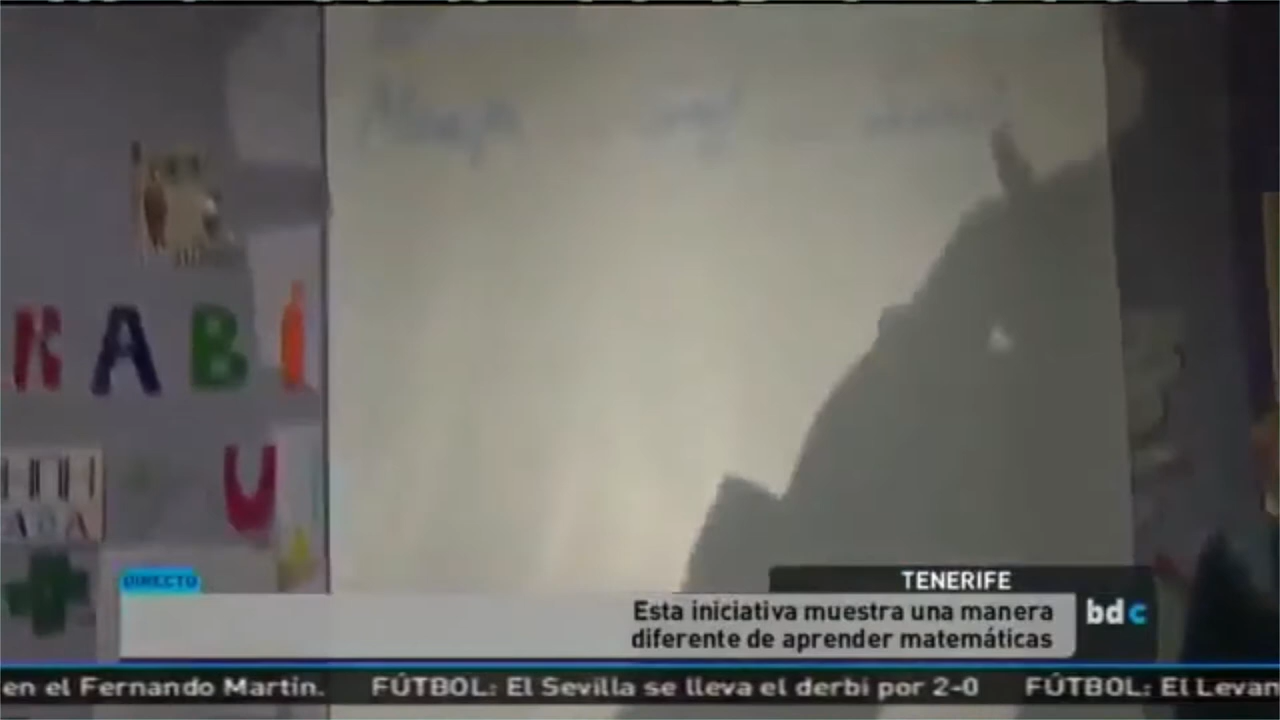 K A B I
U
DIRECTO
TENERIFE
Esta iniciativa muestra una manera
diferente de aprender matemáticas
bdc
en el Fernando Martin. FÚTBOL: El Sevilla se lleva el derbi por 2-0 FÚTBOL: El Levan